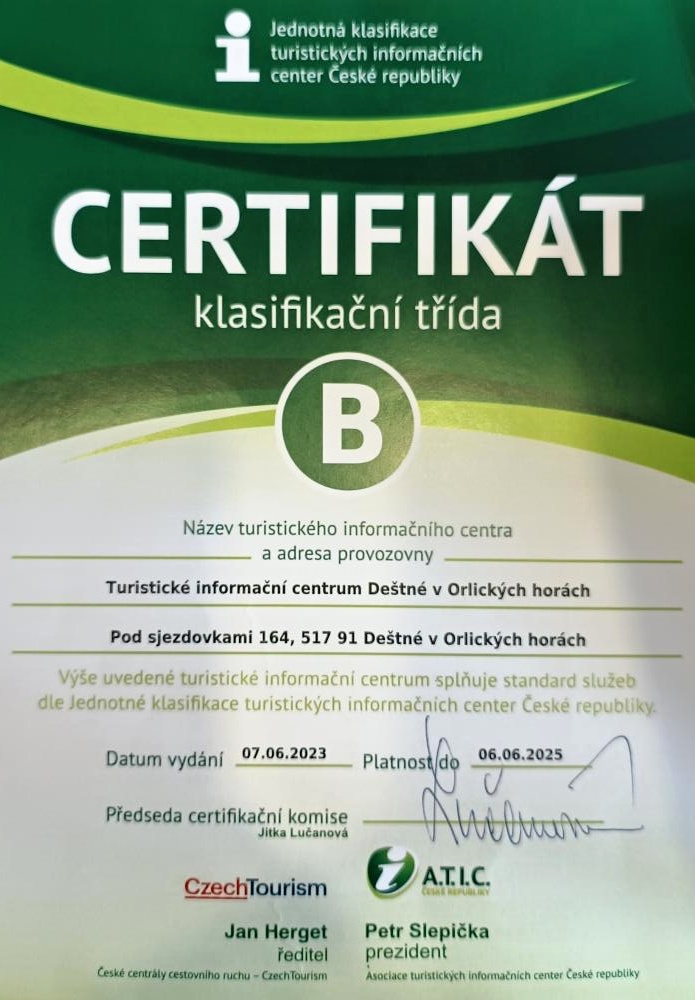 Jednotná klasifikace
turistických informačních
center České republiky
CERTIFIKÁT
klasifikační třída
B
Název turistického informačního centra
a adresa provozovny
Turistické informační centrum Deštné v Orlických horách
Pod sjezdovkami 164, 517 91 Deštné v Orlických horách
Výše uvedené turistické informační centrum splňuje standard služeb
dle Jednotné klasifikace turistických informačních center České republiky.
Datum vydání 07.06.2023 Platnost do 06.06.2025
Předseda certifikační komise
Jitka Lučanová
CzechTourism
A.T.I.C.
ČESKÉ REPUBLIKY
Jan Herget
ředitel
České centrály cestovního ruchu – CzechTourism
Petr Slepička
prezident
Asociace turistických informačních center České republiky